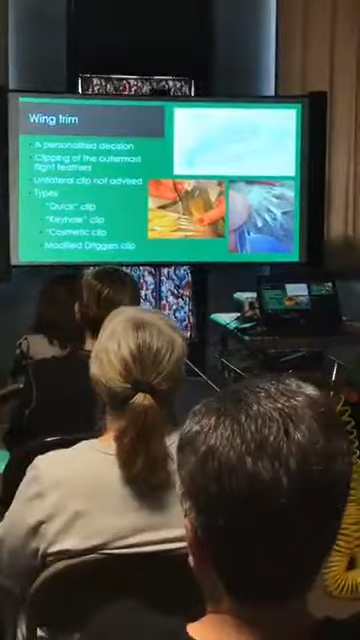 Wing trim
A personalized decision
Clipping of the outermost
flight feathers
Unilateral clip not advised
Types
"Quick" clip
"Keyhole" clip
"Cosmetic clip
Modified Driggers clip